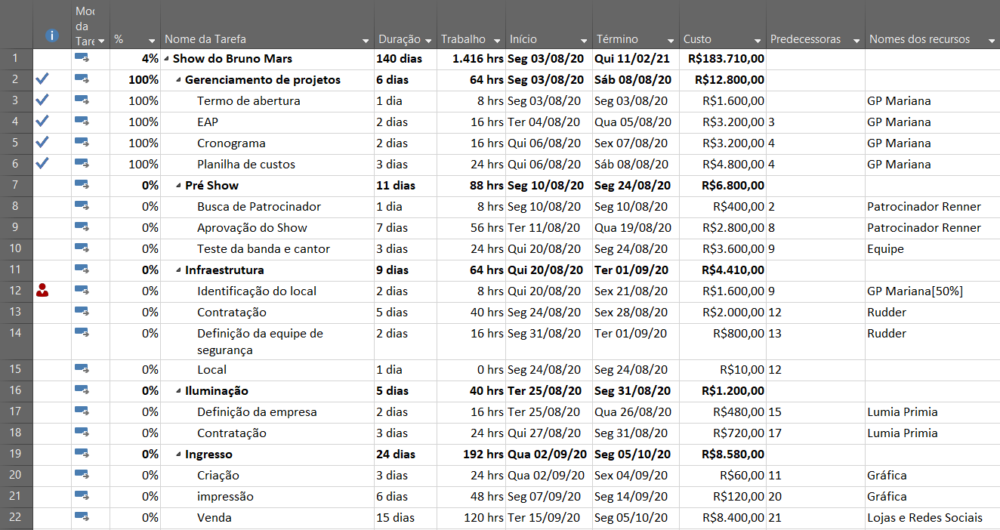 i Moc da Tare % Nome da Tarefa Duração Trabalho Início Término Custo Predecessoras Nomes dos recursos
1 4% Show do Bruno Mars 140 dias 1.416 hrs Seg 03/08/20 Qui 11/02/21 R$183.710,00
2 100% Gerenciamento de projetos 6 dias 64 hrs Seg 03/08/20 Sáb 08/08/20 R$12.800,00
3 100% Termo de abertura 1 dia 8 hrs Seg 03/08/20 Seg 03/08/20 R$1.600,00 GP Mariana
4 100% EAP 2 dias 16 hrs Ter 04/08/20 Qua 05/08/20 R$3.200,00 3 GP Mariana
5 100% Cronograma 2 dias 16 hrs Qui 06/08/20 Sex 07/08/20 R$3.200,00 4 GP Mariana
6 100% Planilha de custos 3 dias 24 hrs Qui 06/08/20 Sáb 08/08/20 R$4.800,00 4 GP Mariana
7 0% Pré Show 11 dias 88 hrs Seg 10/08/20 Seg 24/08/20 R$6.800,00
8 0% Busca de Patrocinador 1 dia 8 hrs Seg 10/08/20 Seg 10/08/20 R$400,00 2 Patrocinador Renner
9 0% Aprovação do Show 7 dias 56 hrs Ter 11/08/20 Qua 19/08/20 R$2.800,00 8 Patrocinador Renner
10 0% Teste da banda e cantor 3 dias 24 hrs Qui 20/08/20 Seg 24/08/20 R$3.600,00 9 Equipe
11 0% Infraestrutura 9 dias 64 hrs Qui 20/08/20 Ter 01/09/20 R$4.410,00
12 0% Identificação do local 2 dias 8 hrs Qui 20/08/20 Sex 21/08/20 R$1.600,00 9 GP Mariana[50%]
13 0% Contratação 5 dias 40 hrs Seg 24/08/20 Sex 28/08/20 R$2.000,00 12 Rudder
14 0% Definição da equipe de 2 dias 16 hrs Seg 31/08/20 Ter 01/09/20 R$800,00 13 Rudder
segurança
15 0% Local 1 dia 0 hrs Seg 24/08/20 Seg 24/08/20 R$10,00 12
16 0% Iluminação 5 dias 40 hrs Ter 25/08/20 Seg 31/08/20 R$1.200,00
17 0% Definição da empresa 2 dias 16 hrs Ter 25/08/20 Qua 26/08/20 R$480,00 15 Lumia Primia
18 0% Contratação 3 dias 24 hrs Qui 27/08/20 Seg 31/08/20 R$720,00 17 Lumia Primia
19 0% Ingresso 24 dias 192 hrs Qua 02/09/20 Seg 05/10/20 R$8.580,00
20 0% Criação 3 dias 24 hrs Qua 02/09/20 Sex 04/09/20 R$60,00 11 Gráfica
21 0% impressão 6 dias 48 hrs Seg 07/09/20 Seg 14/09/20 R$120,00 20 Gráfica
22 0% Venda 15 dias 120 hrs Ter 15/09/20 Seg 05/10/20 R$8.400,00 21 Lojas e Redes Sociais